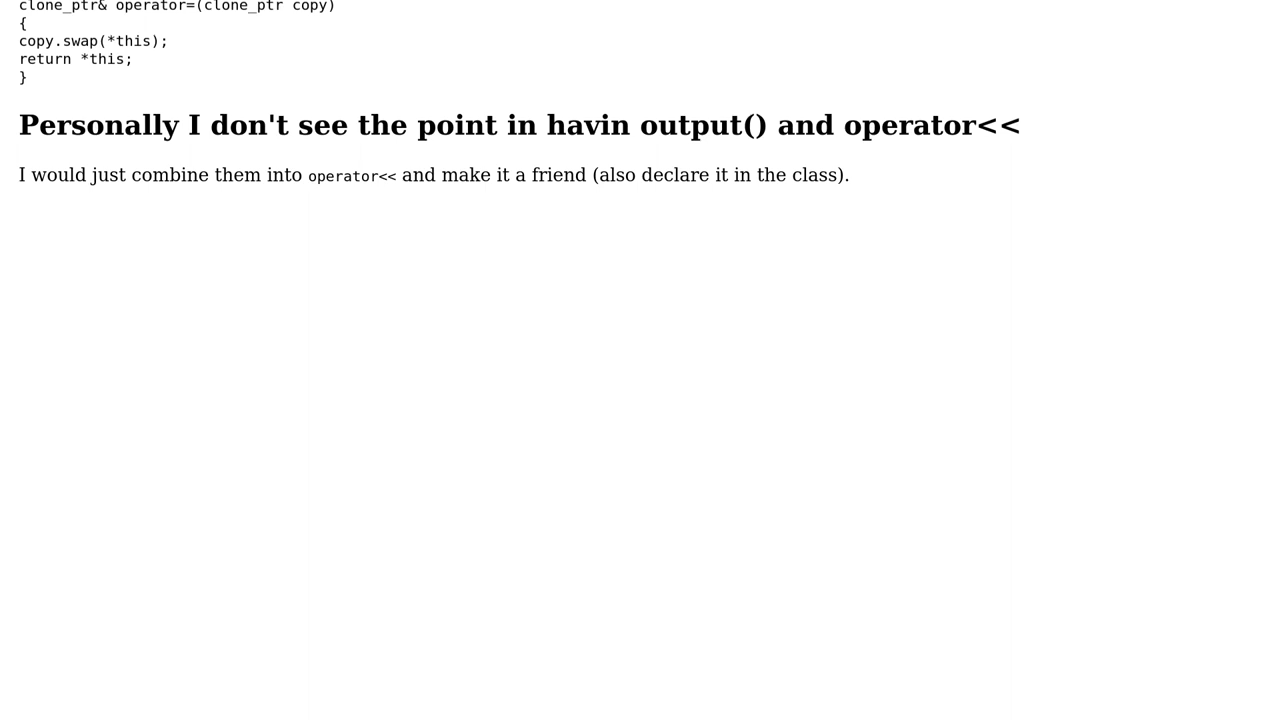 clone_ptr& operator=(clone_ptr copy)
{
copy.swap(*this);
return *this;
}
Personally I don't see the point in havin output() and operator<<
I would just combine them into operator<< and make it a friend (also declare it in the class).